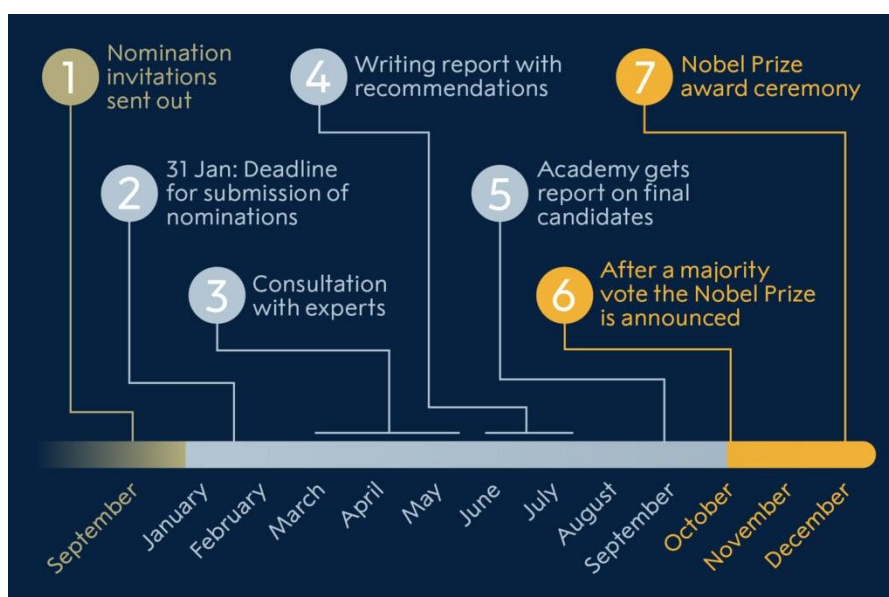 1
Nomination
invitations
sent out
2
31 Jan: Deadline
for submission of
nominations
3
Consultation
with experts
4
Writing report with
recommendations
5
Academy gets
report on final
candidates
6
After a majority
vote the Nobel Prize
is announced
7
Nobel Prize
award ceremony
September
January
February
March
April
May
June
July
August
September
October
November
December